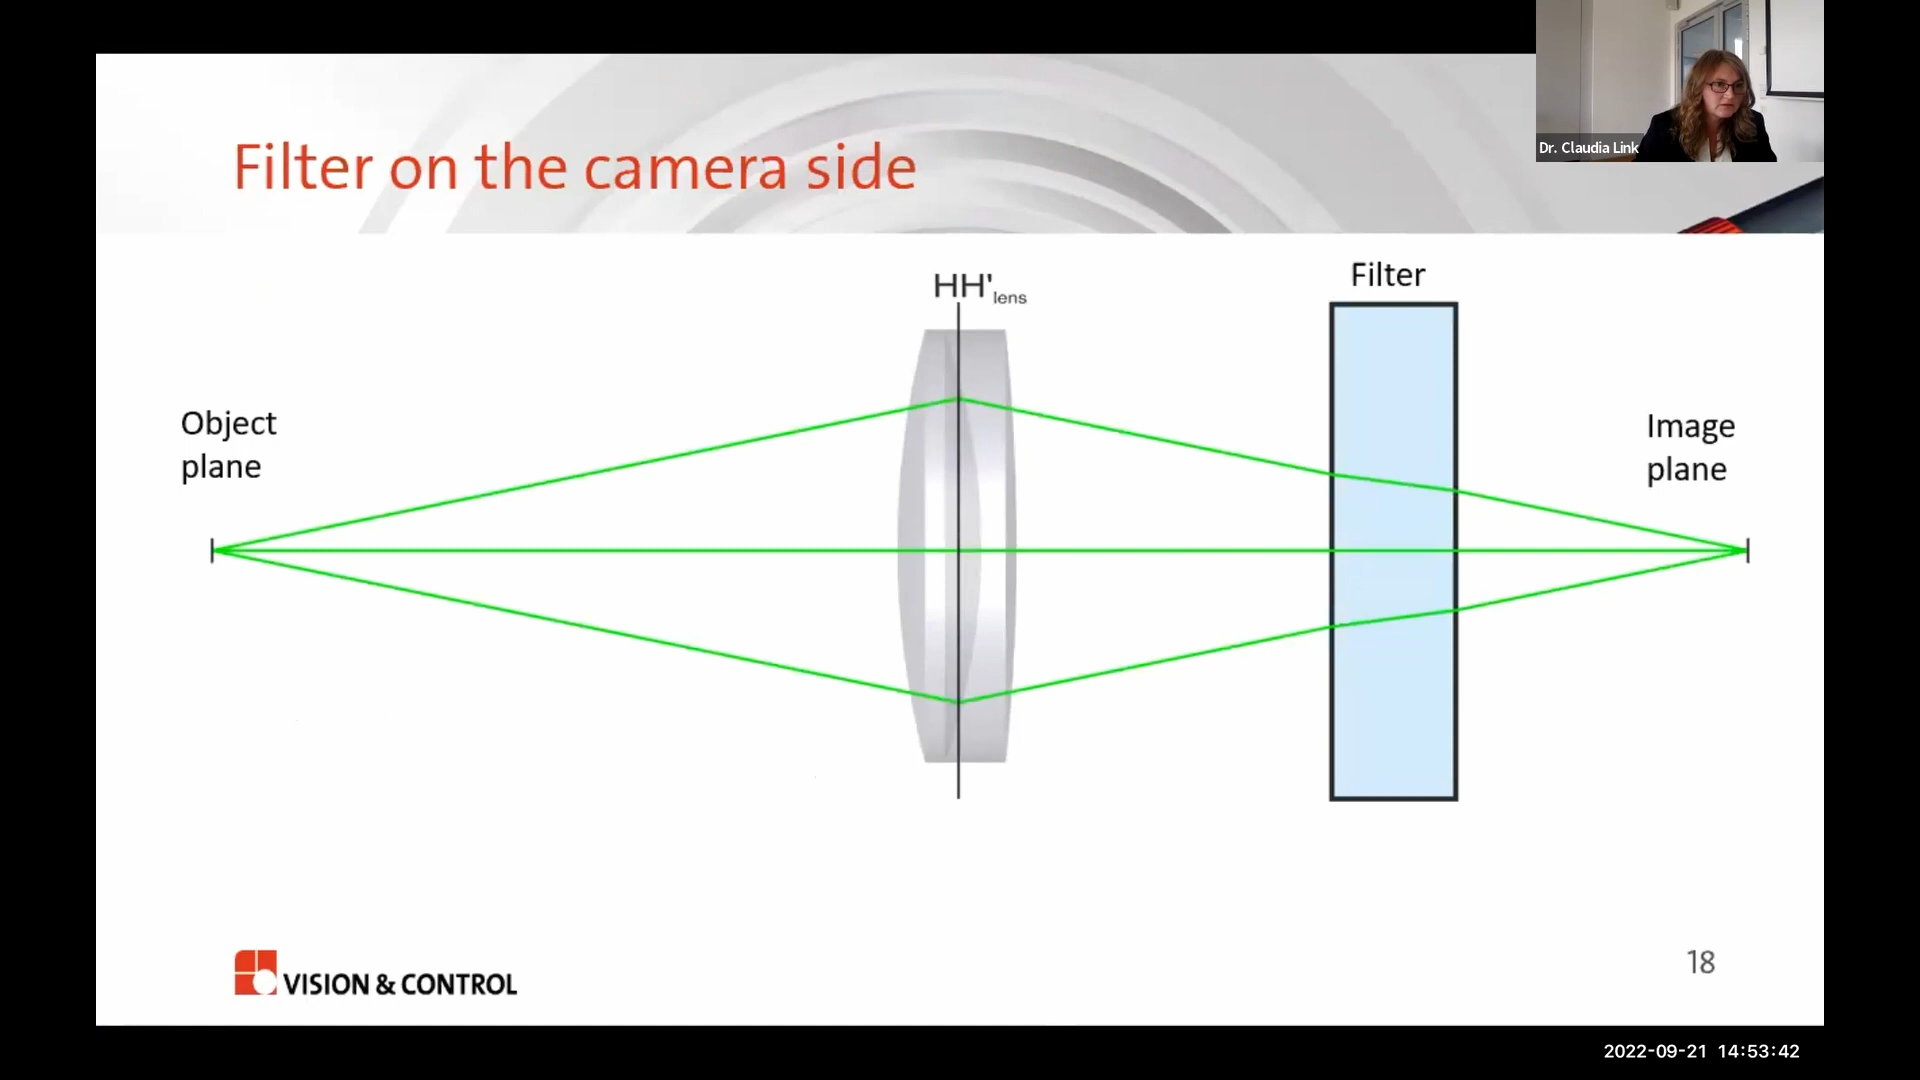 Dr. Claudia Link
Filter on the camera side
Filter
HH'lens
Object
plane
Image
plane
VISION & CONTROL
18
2022-09-21 14:53:42